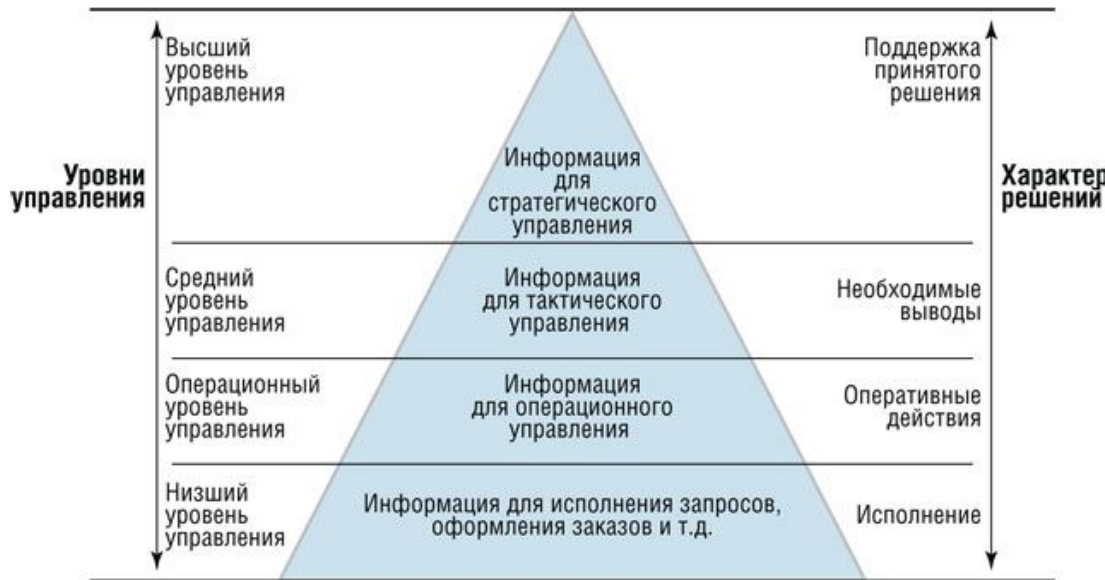 Высший
уровень
управления
Поддержка
принятого
решения
Уровни
управления
Информация
для
стратегического
управления
Характер
решений
Средний
уровень
управления
Информация
для тактического
управления
Необходимые
выводы
Операционный
уровень
управления
Информация
для операционного
управления
Оперативные
действия
Низший
уровень
управления
Информация для исполнения запросов,
оформления заказов и т.д.
Исполнение